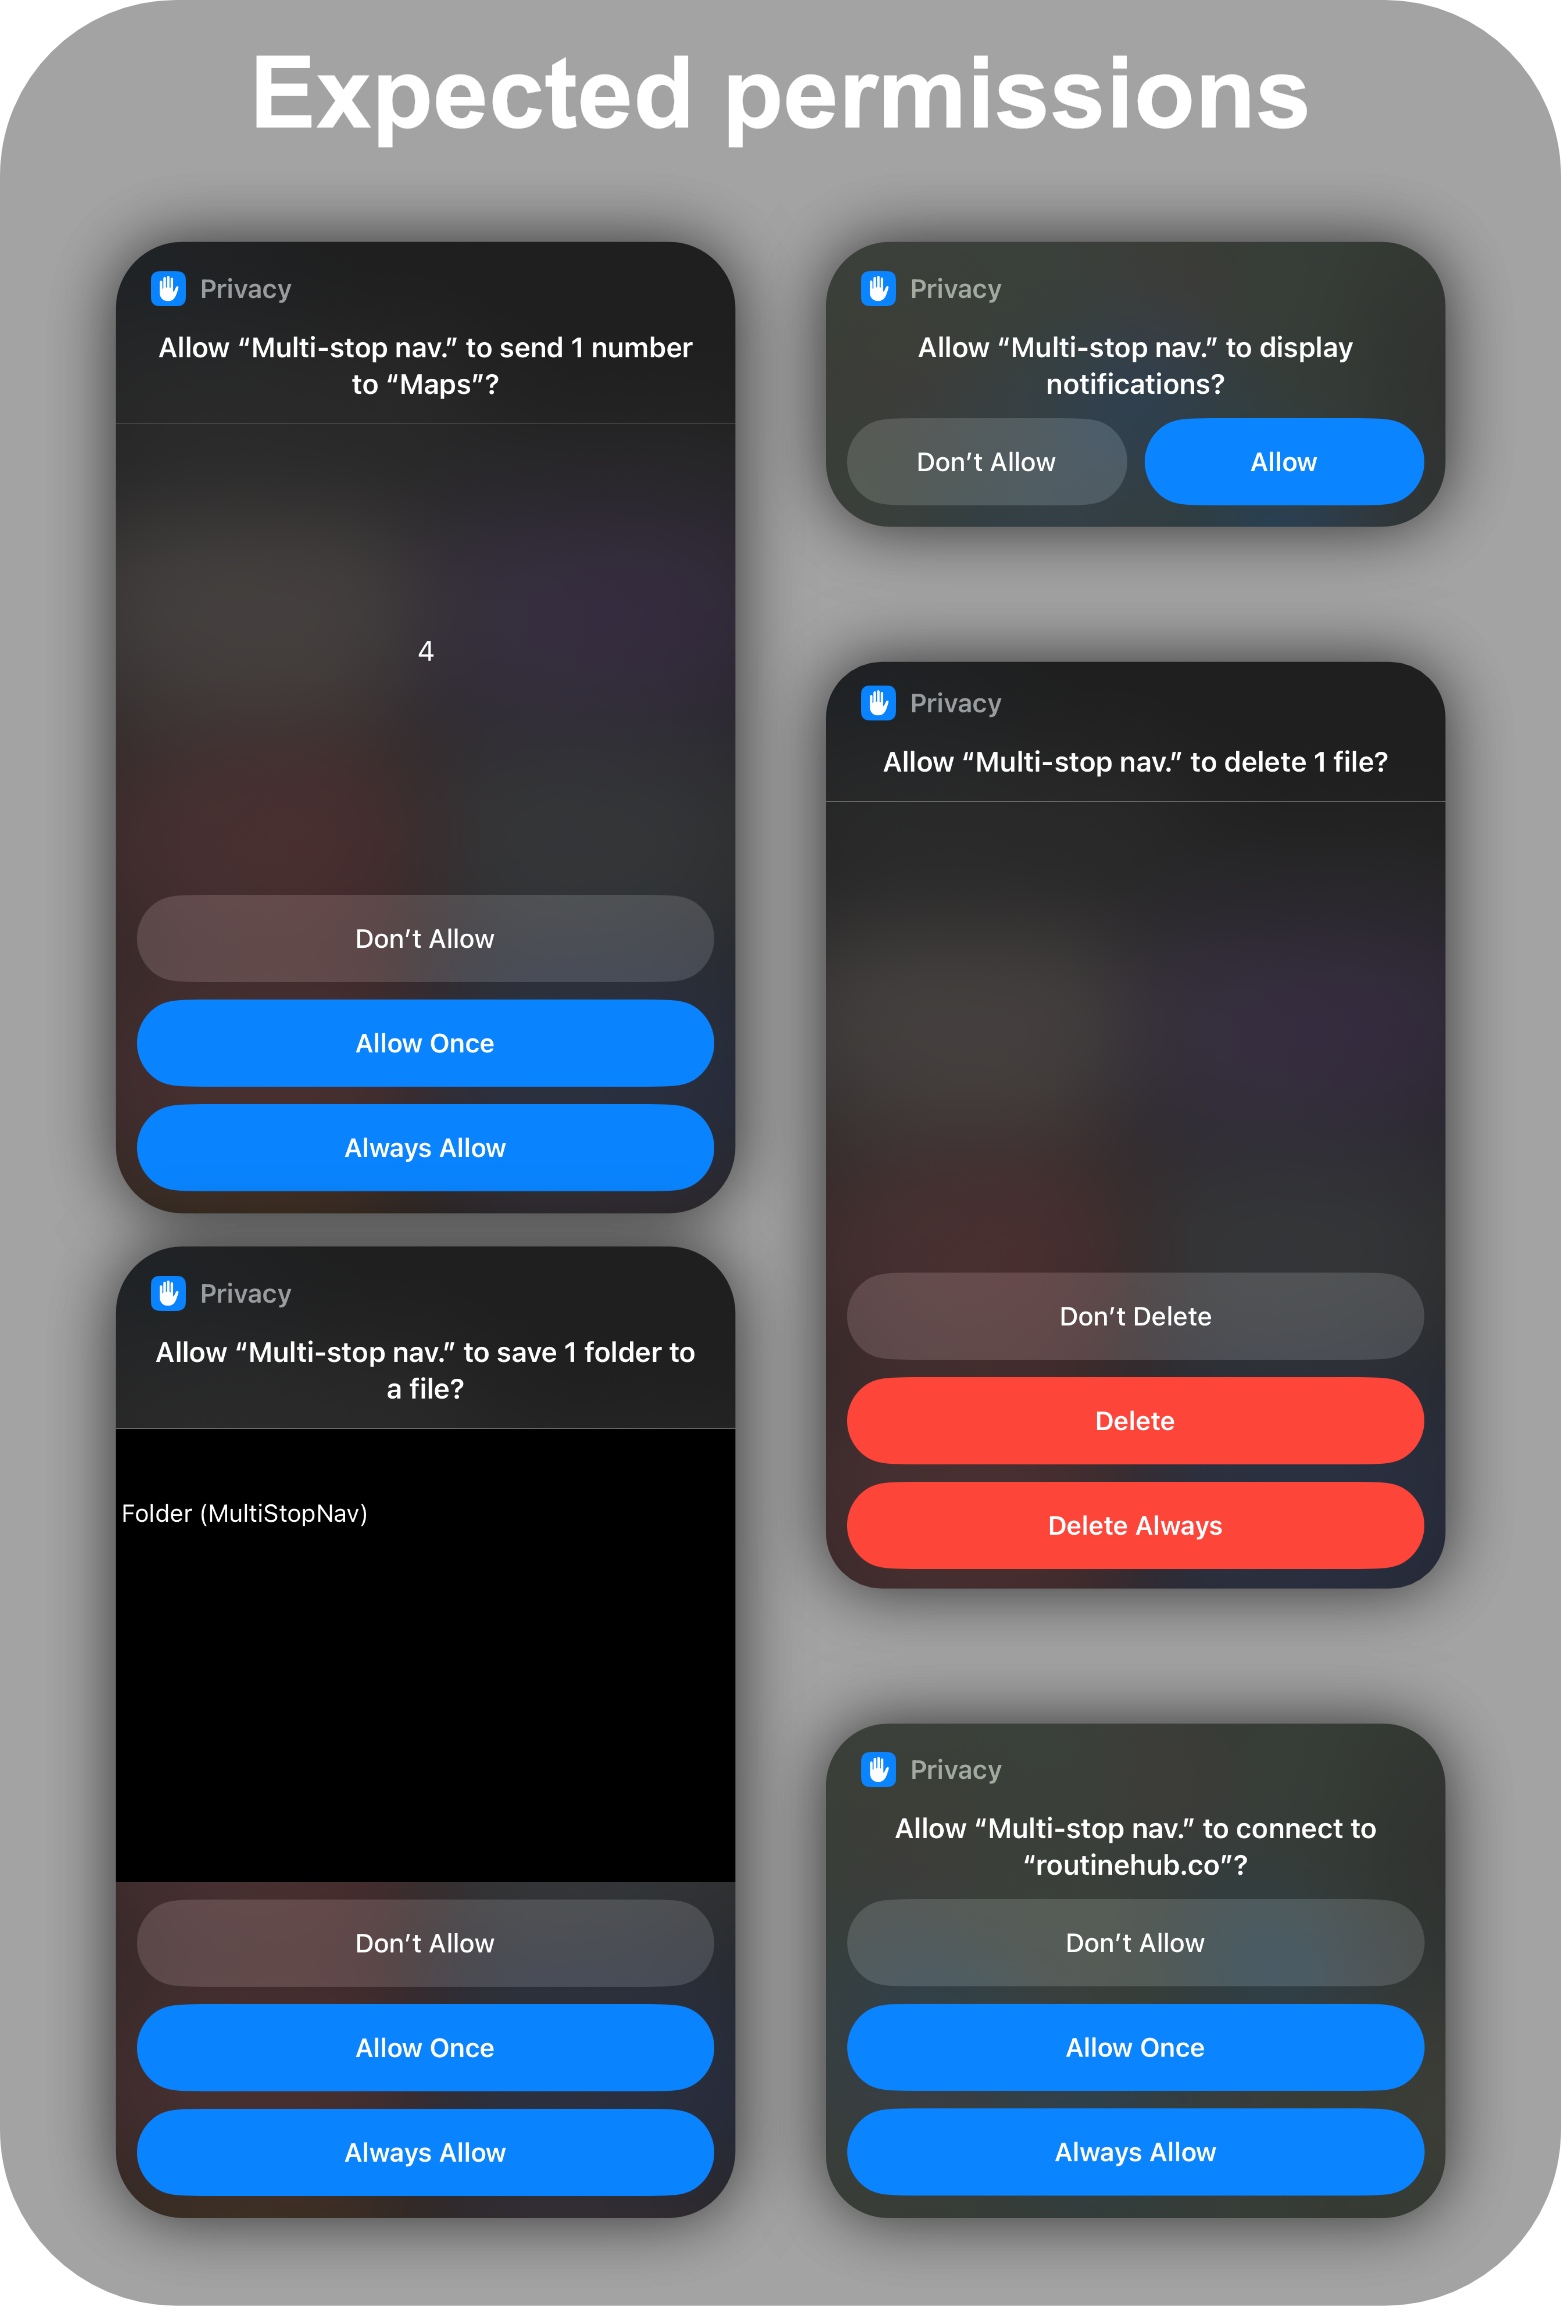 Expected permissions
Privacy
Allow “Multi-stop nav.” to send 1 number
to “Maps”?
4
Don’t Allow
Allow Once
Always Allow
Privacy
Allow “Multi-stop nav.” to save 1 folder to
a file?
Folder (MultiStopNav)
Don’t Allow
Allow Once
Always Allow
Privacy
Allow “Multi-stop nav.” to display
notifications?
Don’t Allow
Allow
Privacy
Allow “Multi-stop nav.” to delete 1 file?
Don’t Delete
Delete
Delete Always
Privacy
Allow “Multi-stop nav.” to connect to
“routinehub.co”?
Don’t Allow
Allow Once
Always Allow